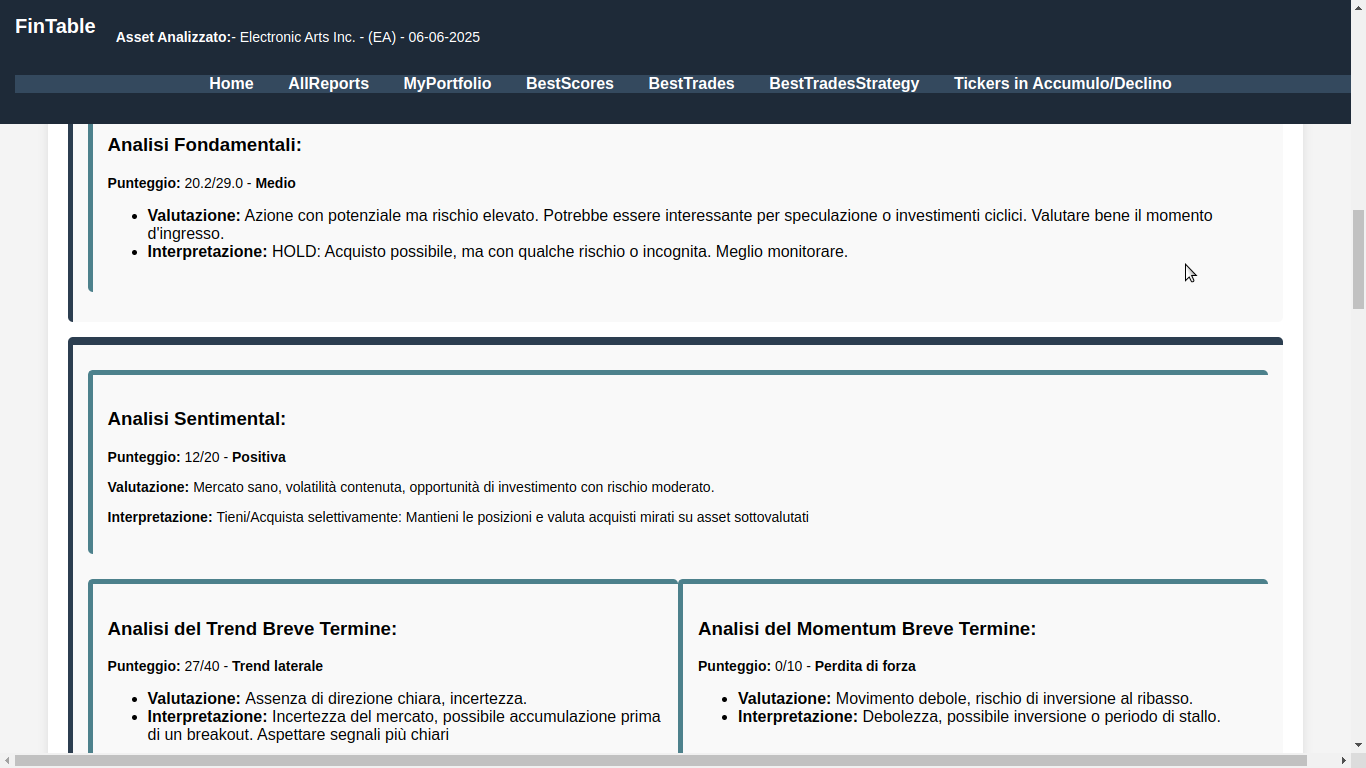 FinTable
Asset Analizzato:- Electronic Arts Inc. - (EA) - 06-06-2025
Home AllReports MyPortfolio BestScores BestTrades BestTradesStrategy Tickers in Accumulo/Declino
Analisi Fondamentali:
Punteggio: 20.2/29.0 - Medio
Valutazione: Azione con potenziale ma rischio elevato. Potrebbe essere interessante per speculazione o investimenti ciclici. Valutare bene il momento
d'ingresso.
Interpretazione: HOLD: Acquisto possibile, ma con qualche rischio o incognita. Meglio monitorare.
Analisi Sentimental:
Punteggio: 12/20 - Positiva
Valutazione: Mercato sano, volatilità contenuta, opportunità di investimento con rischio moderato.
Interpretazione: Tieni/Acquista selettivamente: Mantieni le posizioni e valuta acquisti mirati su asset sottovalutati
Analisi del Trend Breve Termine:
Punteggio: 27/40 - Trend laterale
Valutazione: Assenza di direzione chiara, incertezza.
Interpretazione: Incertezza del mercato, possibile accumulazione prima
di un breakout. Aspettare segnali più chiari
Analisi del Momentum Breve Termine:
Punteggio: 0/10 - Perdita di forza
Valutazione: Movimento debole, rischio di inversione al ribasso.
Interpretazione: Debolezza, possibile inversione o periodo di stallo.